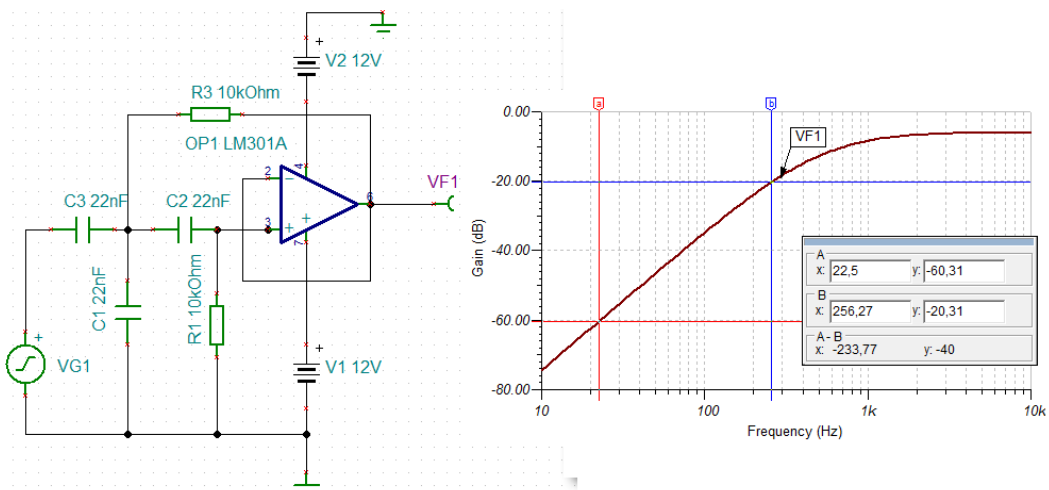 +
V2 12V
R3 10kOhm
OP1 LM301A
4
2
-
6
VF1
C3 22nF
C2 22nF
3
+
+
7
C1 22nF
R1 10kOhm
+
VG1
+
V1 12V
a
b
0.00
VF1
-20.00
Gain (dB)
-40.00
A
x: 22,5 y: -60,31
B
x: 256,27 y: -20,31
-60.00
A - B
x: -233,77 y: -40
-80.00
10 100 1k 10k
Frequency (Hz)